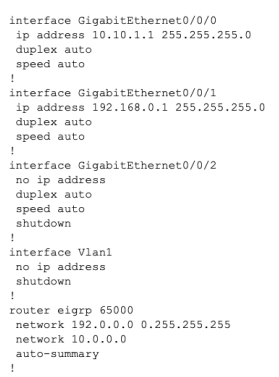 interface GigabitEthernet0/0/0
 ip address 10.10.1.1 255.255.255.0
 duplex auto
 speed auto
!
interface GigabitEthernet0/0/1
 ip address 192.168.0.1 255.255.255.0
 duplex auto
 speed auto
!
interface GigabitEthernet0/0/2
 no ip address
 duplex auto
 speed auto
 shutdown
!
interface Vlan1
 no ip address
 shutdown
!
router eigrp 65000
 network 192.0.0.0 0.255.255.255
 network 10.0.0.0
 auto-summary
!